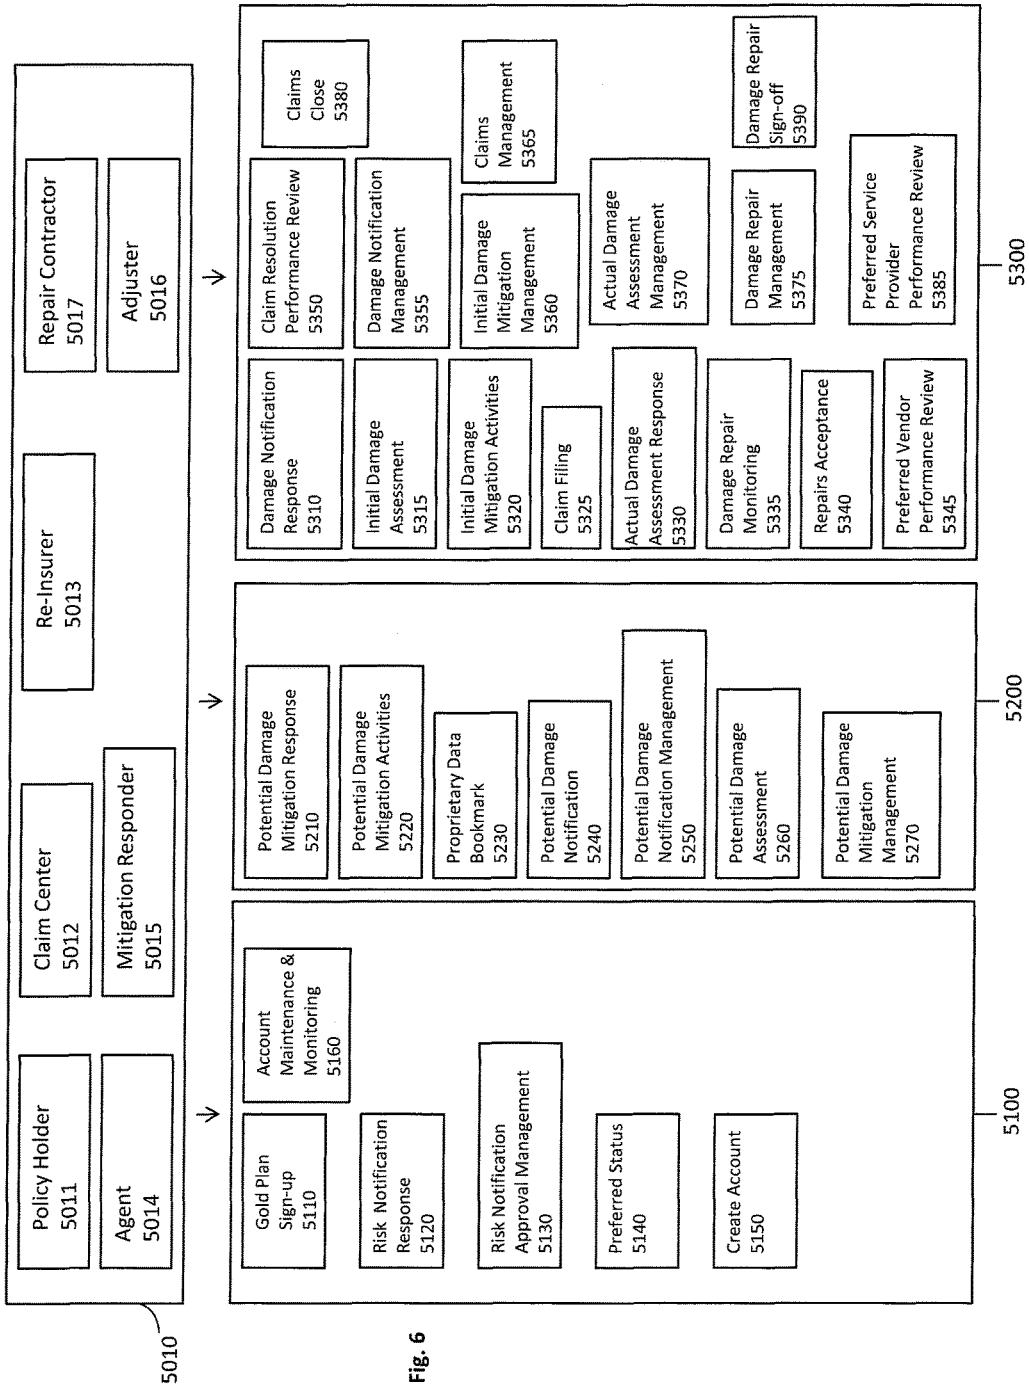 Policy Holder
5011
Claim Center
5012
Re-Insurer
5013
Repair Contractor
5017
Agent
5014
Mitigation Responder
5015
Adjuster
5016
5010
Gold Plan
Sign-up
5110
Account
Maintenance &
Monitoring
5160
Risk Notification
Response
5120
Risk Notification
Approval Management
5130
Preferred Status
5140
Create Account
5150
5100
Potential Damage
Mitigation Response
5210
Potential Damage
Mitigation Activities
5220
Proprietary Data
Bookmark
5230
Potential Damage
Notification
5240
Potential Damage
Notification Management
5250
Potential Damage
Assessment
5260
Potential Damage
Mitigation
Management
5270
5200
Damage Notification
Response
5310
Initial Damage
Assessment
5315
Initial Damage
Mitigation Activities
5320
Claim Filing
5325
Actual Damage
Assessment Response
5330
Damage Repair
Monitoring
5335
Repairs Acceptance
5340
Preferred Vendor
Performance Review
5345
Claim Resolution
Performance Review
5350
Damage Notification
Management
5355
Initial Damage
Mitigation
Management
5360
Actual Damage
Assessment
Management
5370
Damage Repair
Management
5375
Preferred Service
Provider
Performance Review
5385
Claims
Close
5380
Claims
Management
5365
Damage Repair
Sign-off
5390
5300
Fig. 6